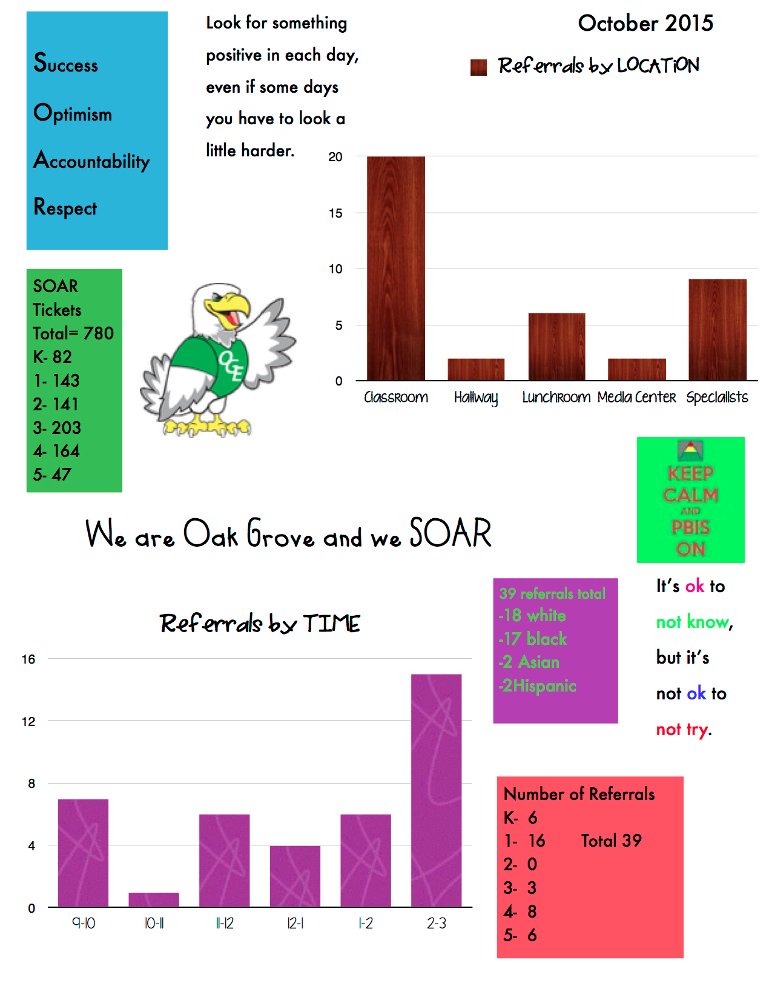 Success
Optimism
Accountability
Respect
Look for something
positive in each day,
even if some days
you have to look a
little harder.
October 2015
Referrals by LOCATiON
20
15
10
5
0
Classroom Hallway Lunchroom Media Center Specialists
SOAR
Tickets
Total= 780
K- 82
1- 143
2- 141
3- 203
4- 164
5- 47
OGE
KEEP
CALM
AND
PBIS
ON
We are Oak Grove and we SOAR
It's ok to
not know,
but it's
not ok to
not try.
39 referrals total
-18 white
-17 black
-2 Asian
-2Hispanic
Referrals by TIME
16
12
8
4
0
9-10 10-11 11-12 12-1 1-2 2-3
Number of Referrals
K- 6
1- 16 Total 39
2- 0
3- 3
4- 8
5- 6